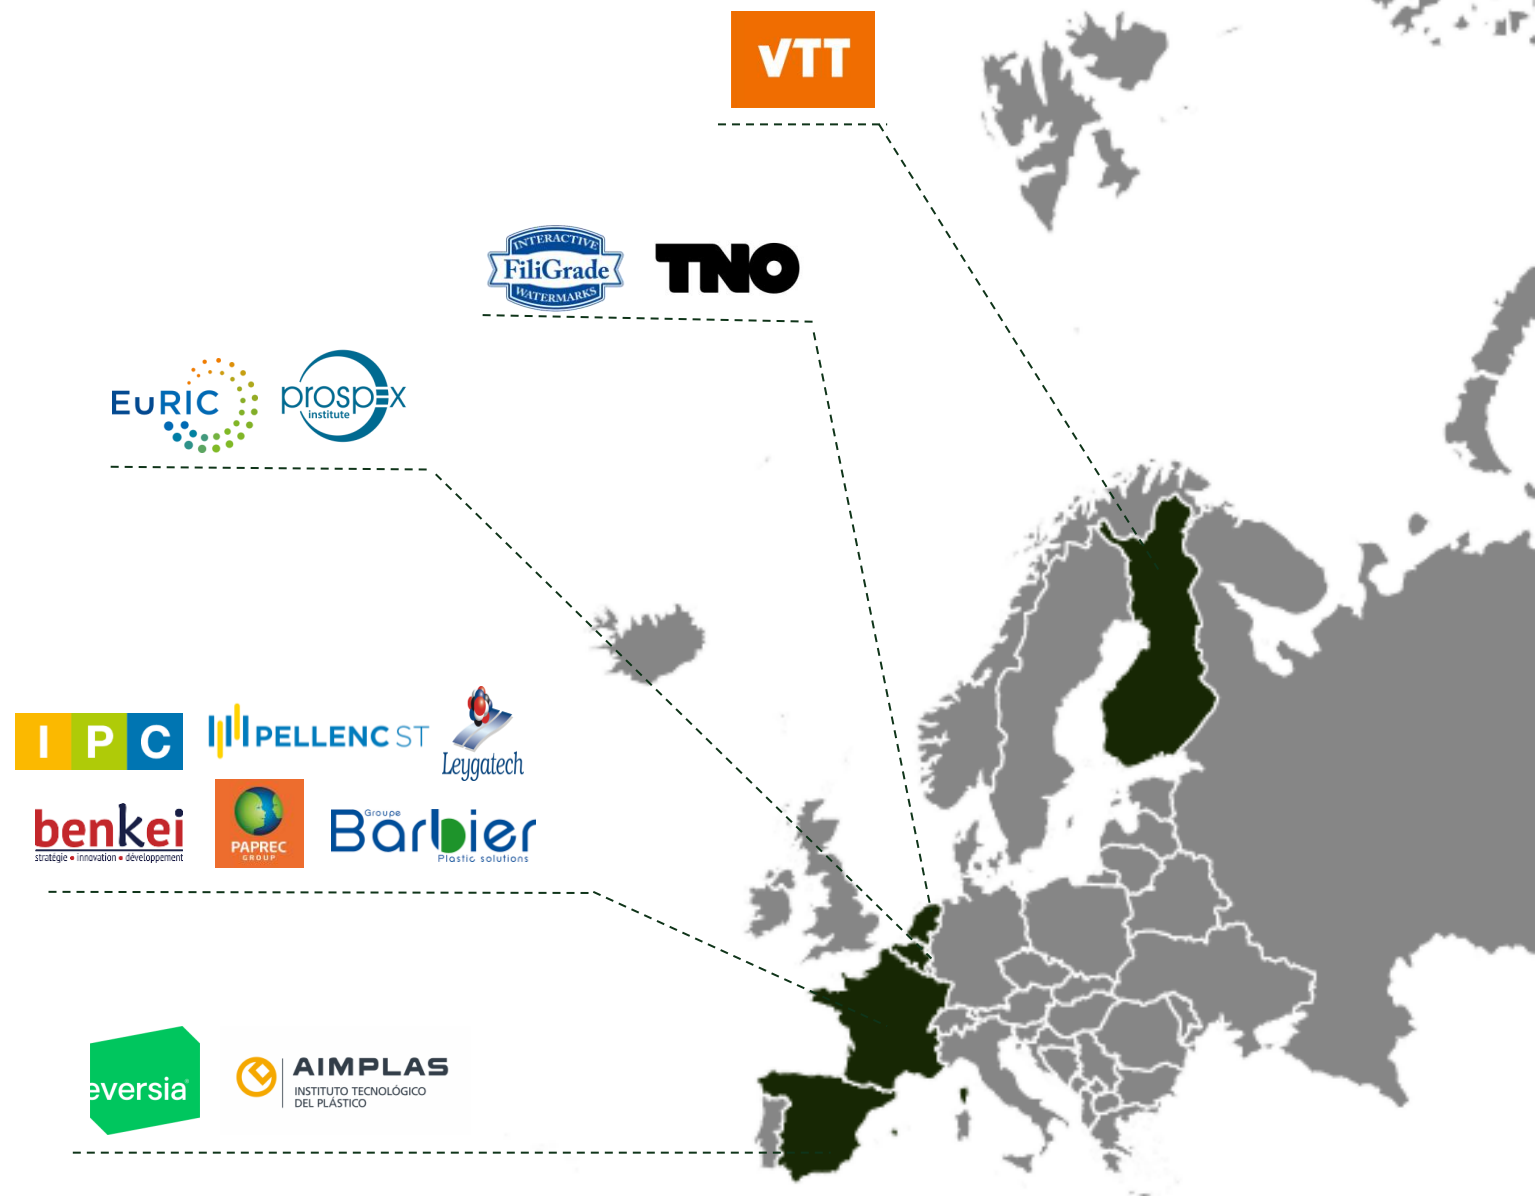 VTT
INTERACTIVE
FiliGrade
WATERMARKS
TNO
EuRIC
prospex
institute
IPC
PELLENC ST
Leygatech
benkei
stratégie • innovation • développement
PAPREC
GROUP
Groupe
Barbier
Plastic solutions
eversia
AIMPLAS
INSTITUTO TECNOLÓGICO
DEL PLÁSTICO